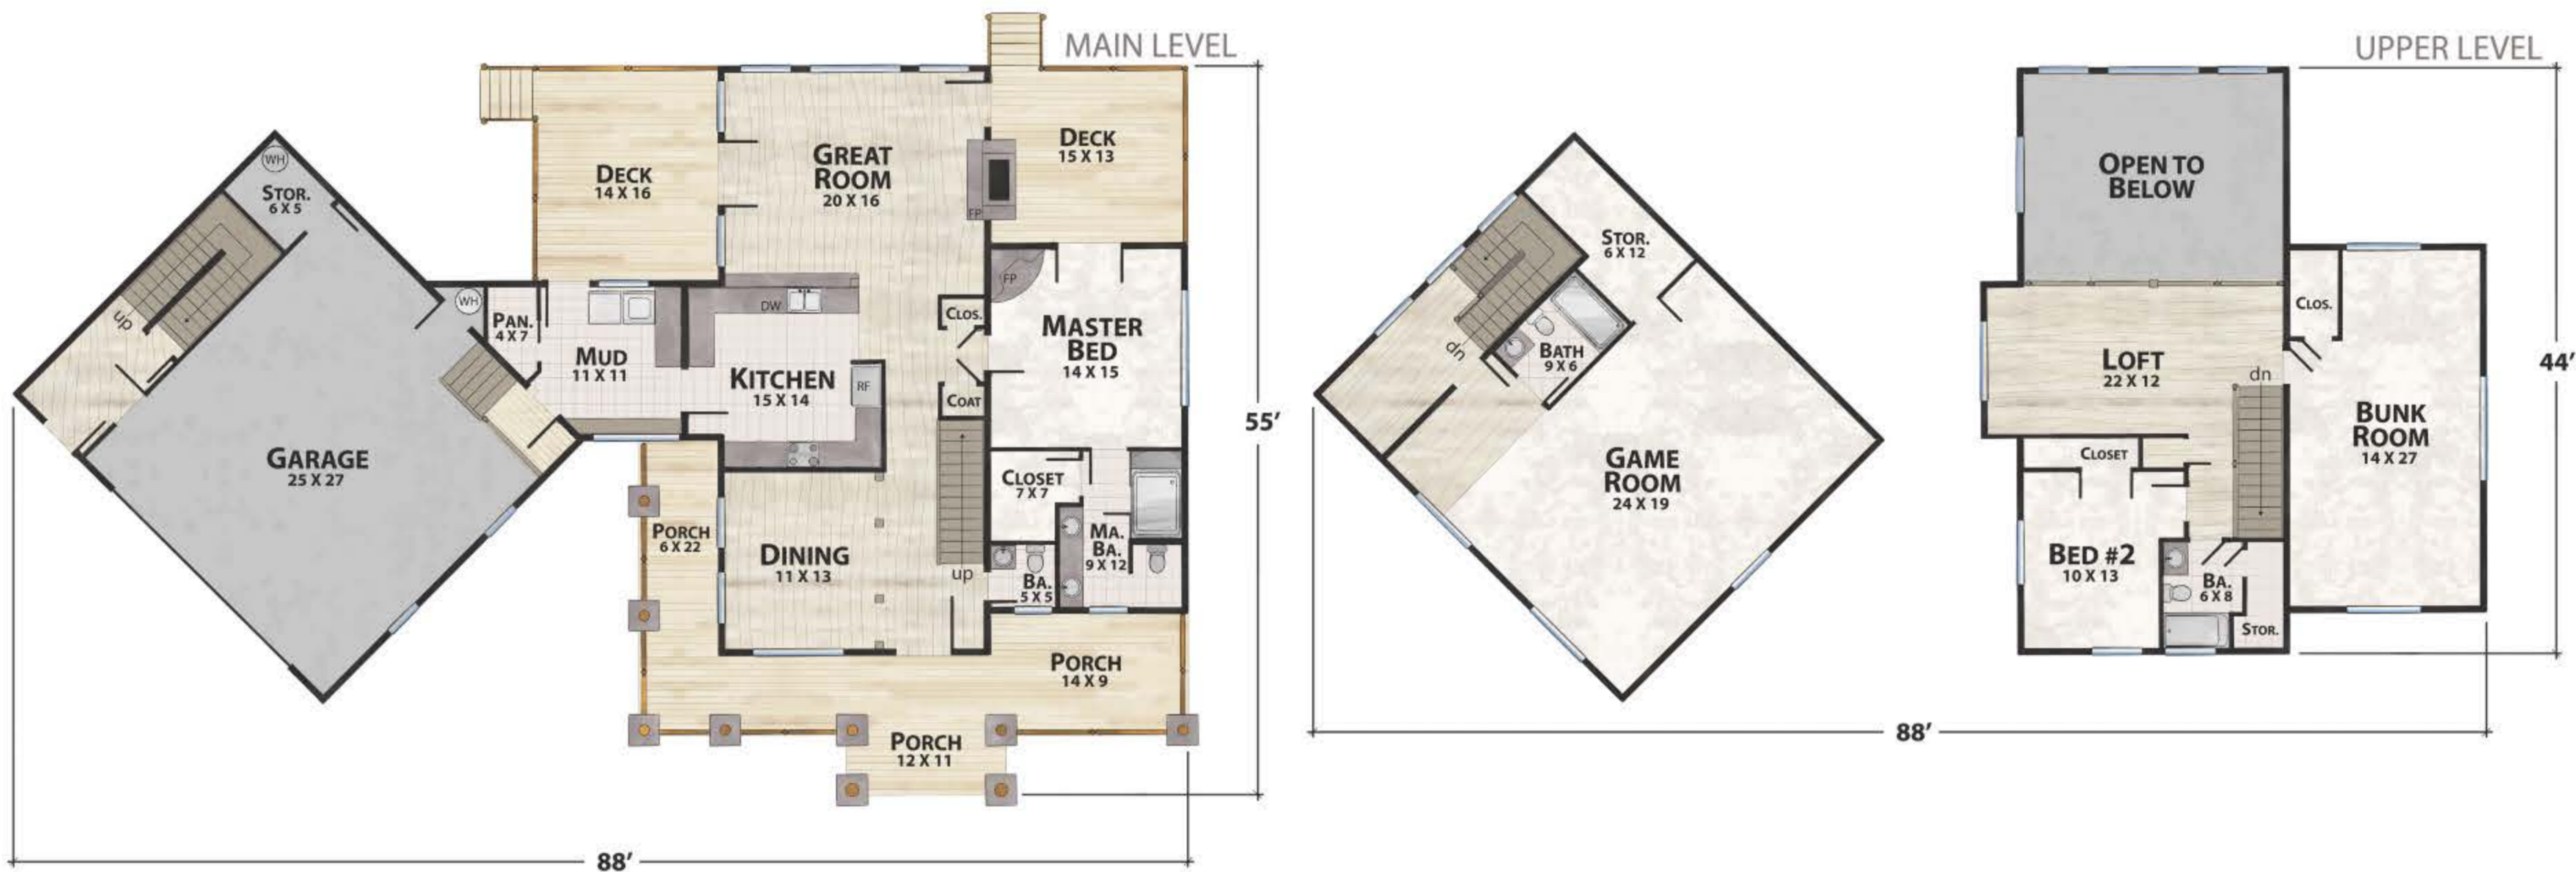 MAIN LEVEL
WH
STOR.
6 X 5
up
GARAGE
25 X 27
WH
PAN.
4 X 7
MUD
11 X 11
DECK
14 X 16
GREAT
ROOM
20 X 16
FP
DECK
15 X 13
DW
KITCHEN
15 X 14
RF
CLOS.
COAT
FP
MASTER
BED
14 X 15
CLOSET
7 X 7
MA.
BA.
9 X 12
BA.
5 X 5
up
DINING
11 X 13
PORCH
6 X 22
PORCH
14 X 9
PORCH
12 X 11
55'
88'
UPPER LEVEL
STOR.
6 X 12
dn
BATH
9 X 6
GAME
ROOM
24 X 19
OPEN TO
BELOW
LOFT
22 X 12
dn
CLOS.
BUNK
ROOM
14 X 27
CLOSET
BED #2
10 X 13
BA.
6 X 8
STOR.
44'
88'